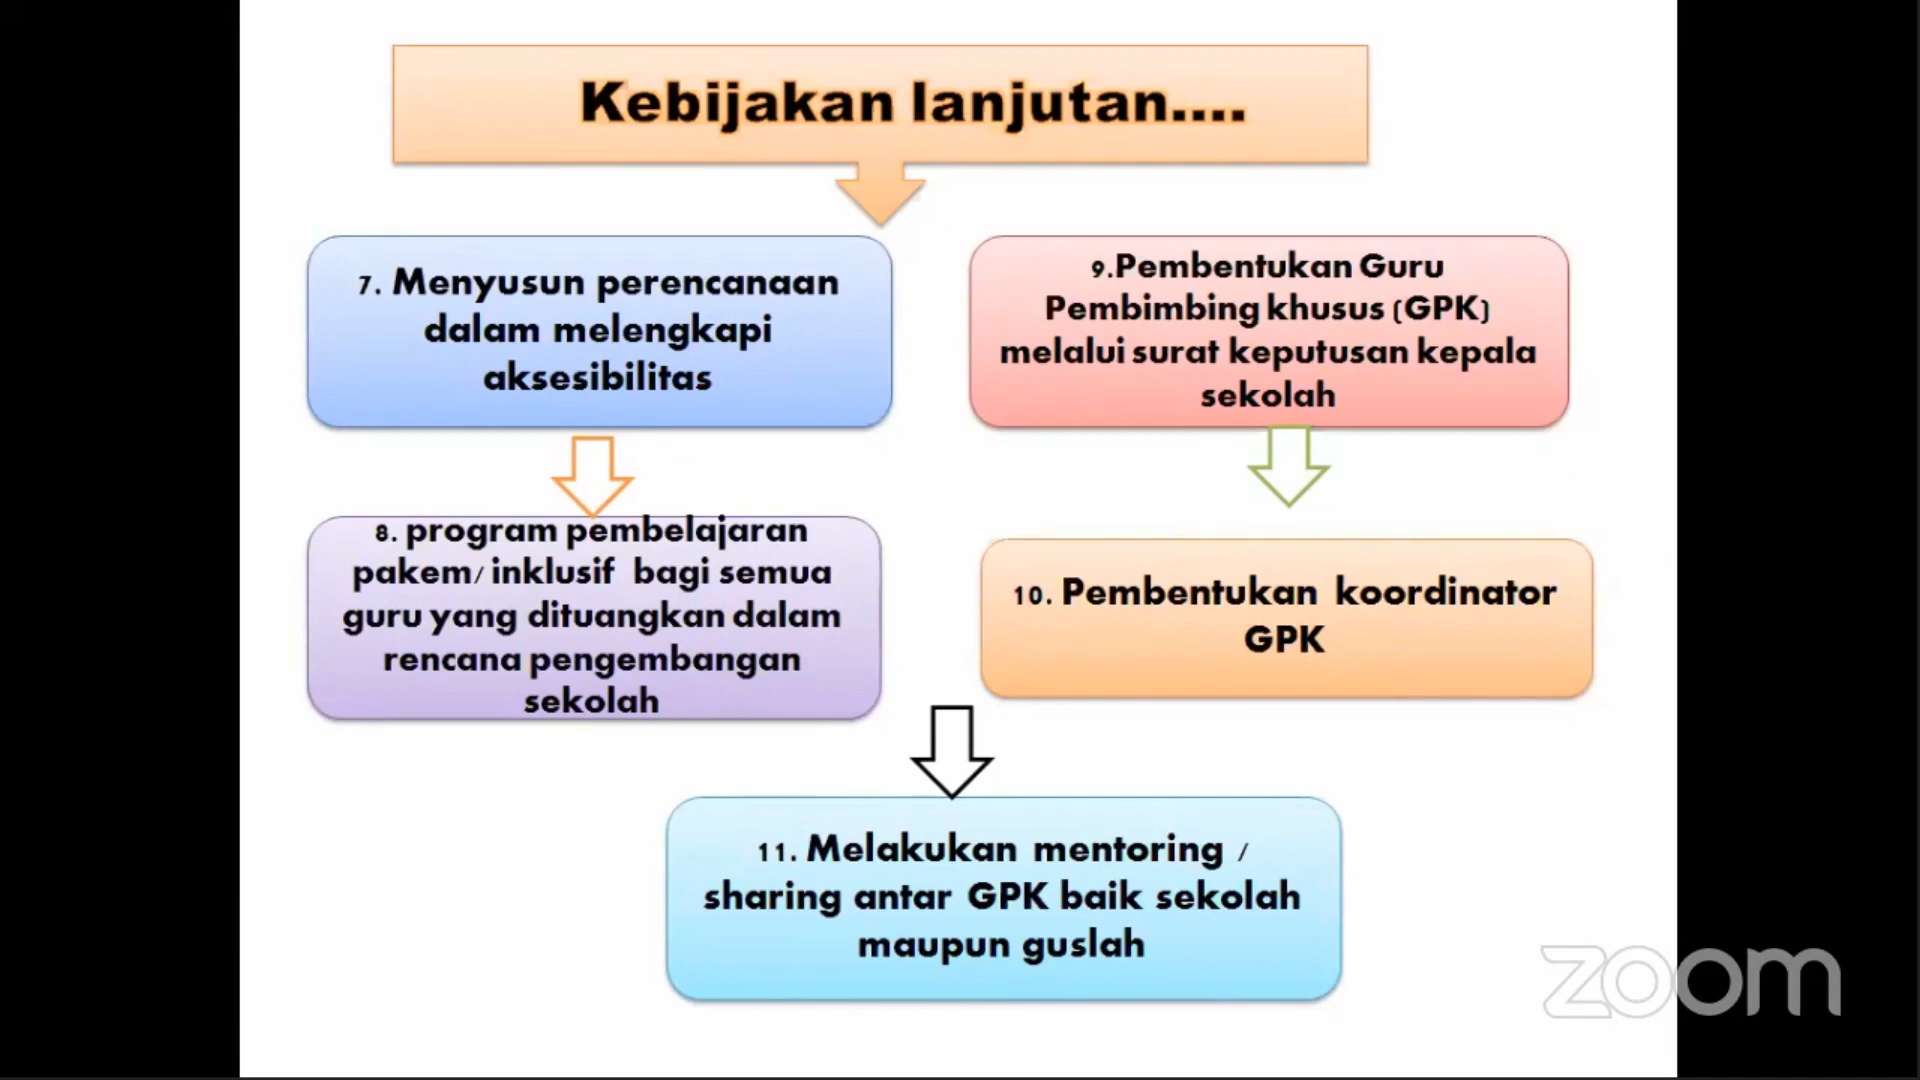 Kebijakan lanjutan....
7. Menyusun perencanaan
dalam melengkapi
aksesibilitas
8. program pembelajaran
pakem/ inklusif bagi semua
guru yang dituangkan dalam
rencana pengembangan
sekolah
9.Pembentukan Guru
Pembimbing khusus (GPK)
melalui surat keputusan kepala
sekolah
10. Pembentukan koordinator
GPK
11. Melakukan mentoring /
sharing antar GPK baik sekolah
maupun guslah
zoom